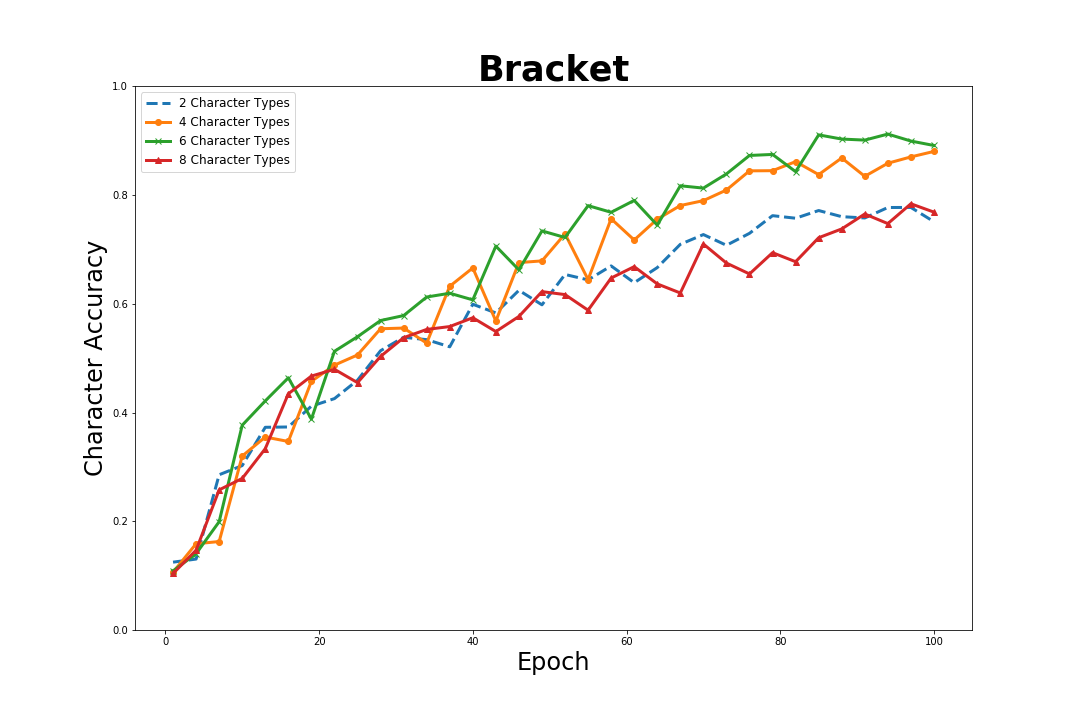 Bracket
1.0
0.8
0.6
0.4
0.2
0.0
Character Accuracy
2 Character Types
4 Character Types
6 Character Types
8 Character Types
0 20 40 60 80 100
Epoch